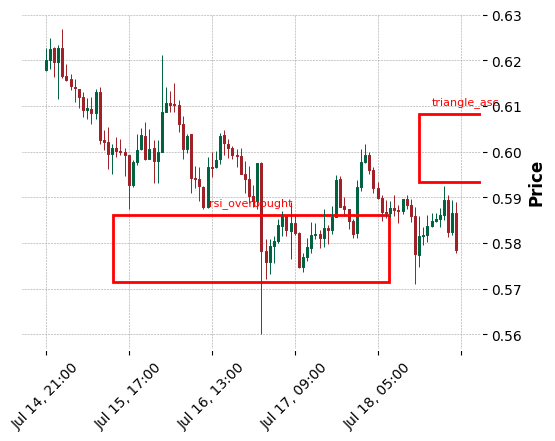 0.63
0.62
triangle_asc
0.61
0.60
rsi_overbought
0.59
0.58
0.57
0.56
Price
Jul 14, 21:00
Jul 15, 17:00
Jul 16, 13:00
Jul 17, 09:00
Jul 18, 05:00